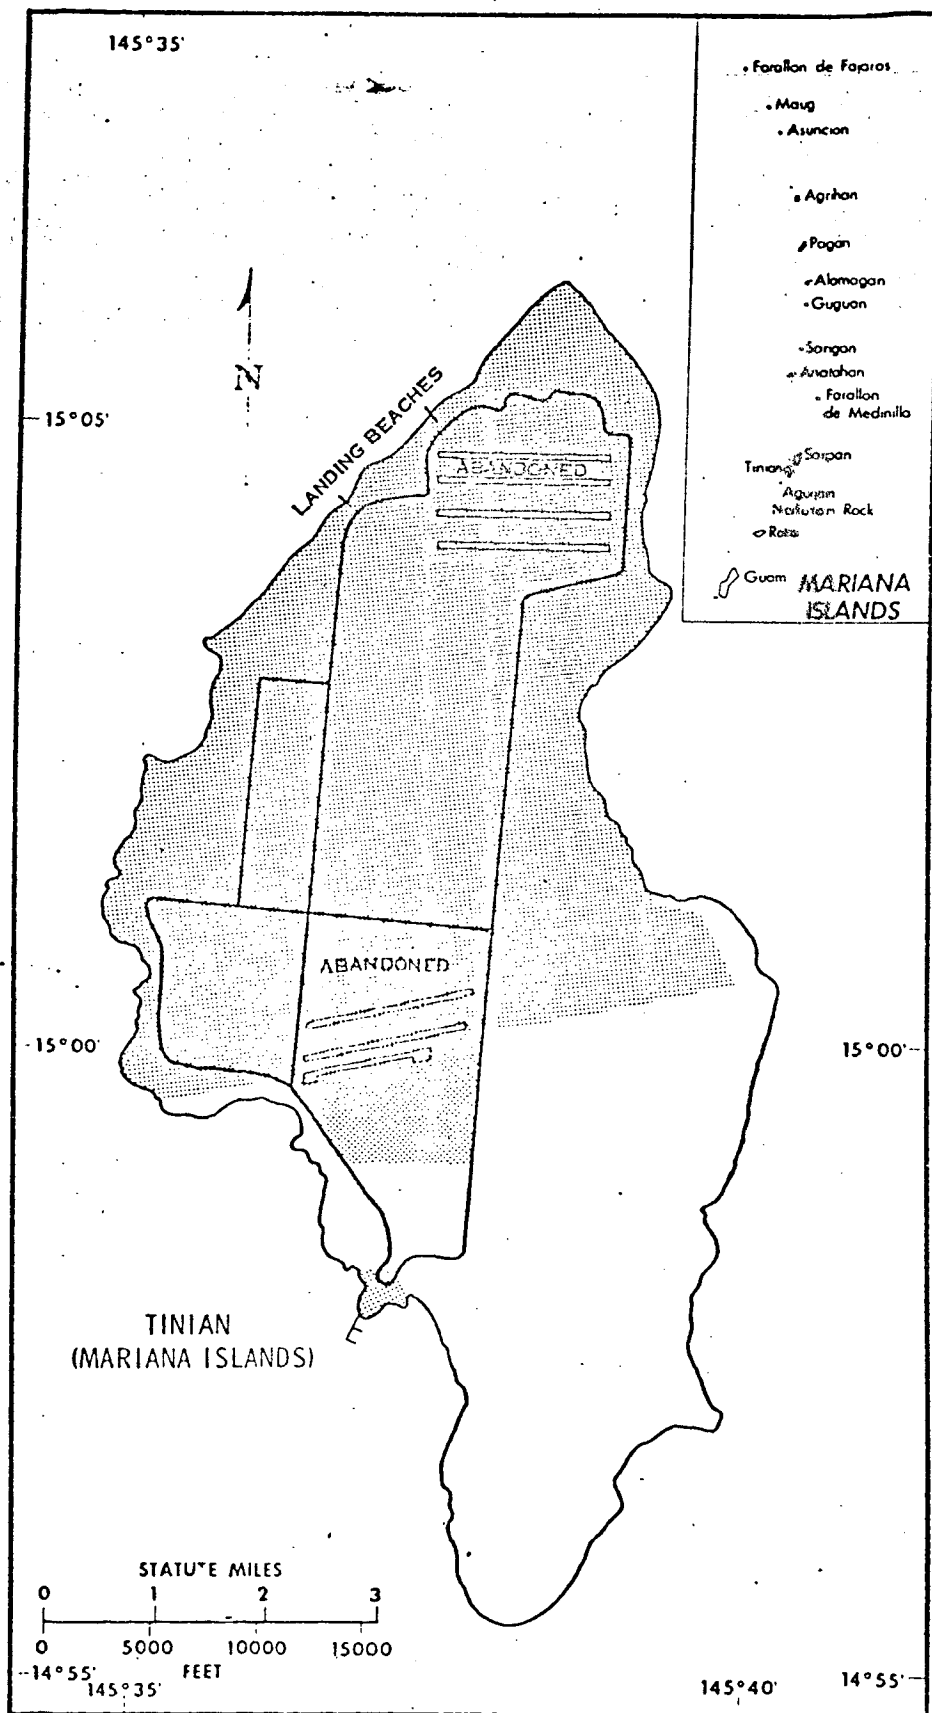 145°35'
Farallon de Pajaros
Maug
Asuncion
Agrihan
Pagan
Alamagan
Guguan
Sarigan
Anatahan
Farallon
de Medinilla
Saipan
Tinian
Aguijan
Naftan Rock
Rota
Guam
MARIANA
ISLANDS
N
15°05'
LANDING BEACHES
ABANDONED
ABANDONED
15°00'
15°00'
TINIAN
(MARIANA ISLANDS)
STATUTE MILES
0 1 2 3
0 5000 10000 15000
FEET
14°55'
145°35'
145°40'
14°55'